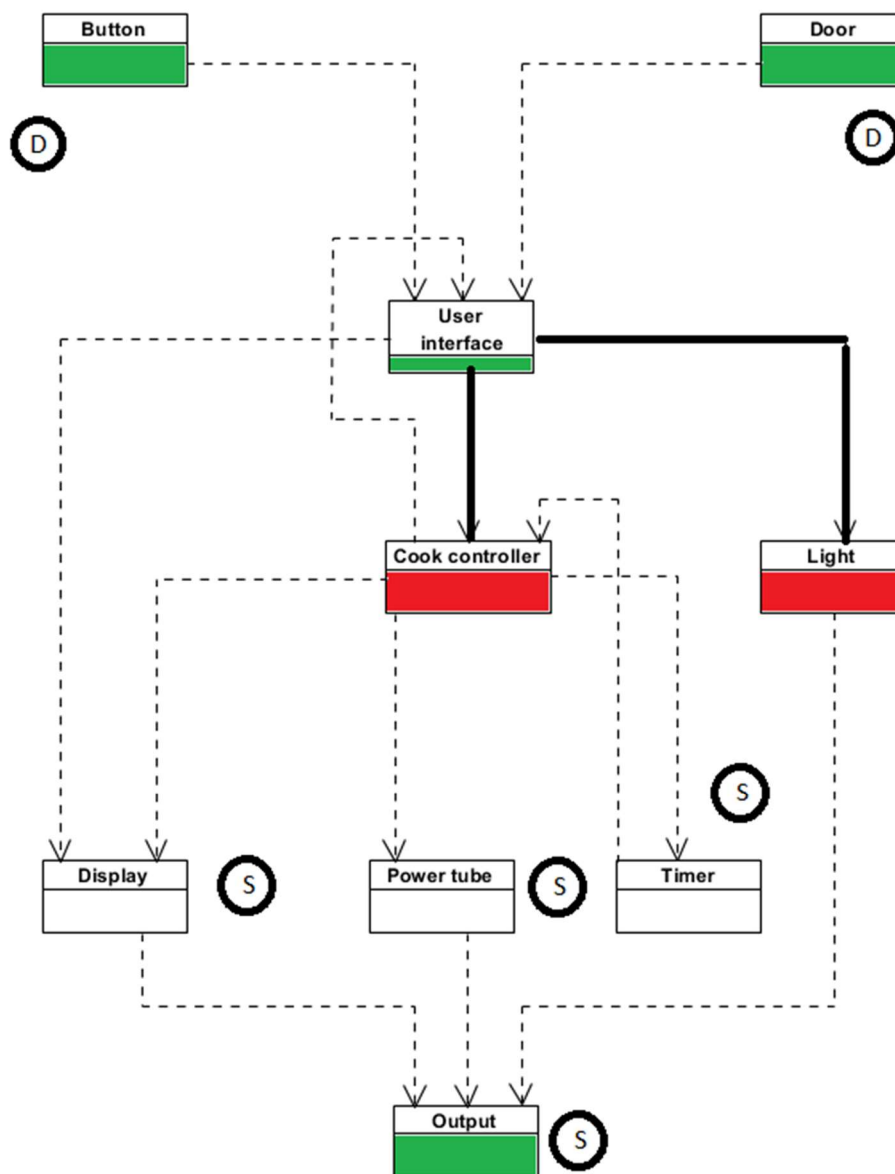 Button
Door
D
D
User
interface
Cook controller
Light
S
Display
S
Power tube
S
Timer
Output
S